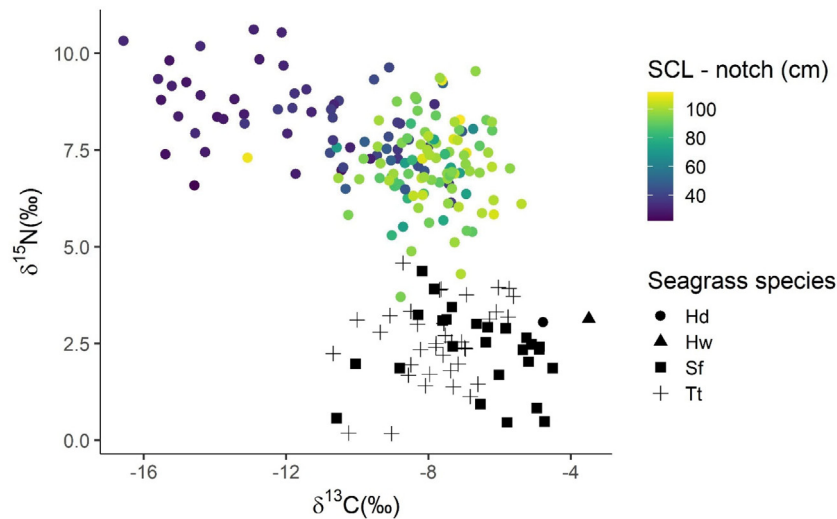 10.0
7.5
5.0
2.5
0.0
δ15N(‰)
-16
-12
-8
-4
δ13C(‰)
SCL - notch (cm)
100
80
60
40
Seagrass species
Hd
Hw
Sf
Tt